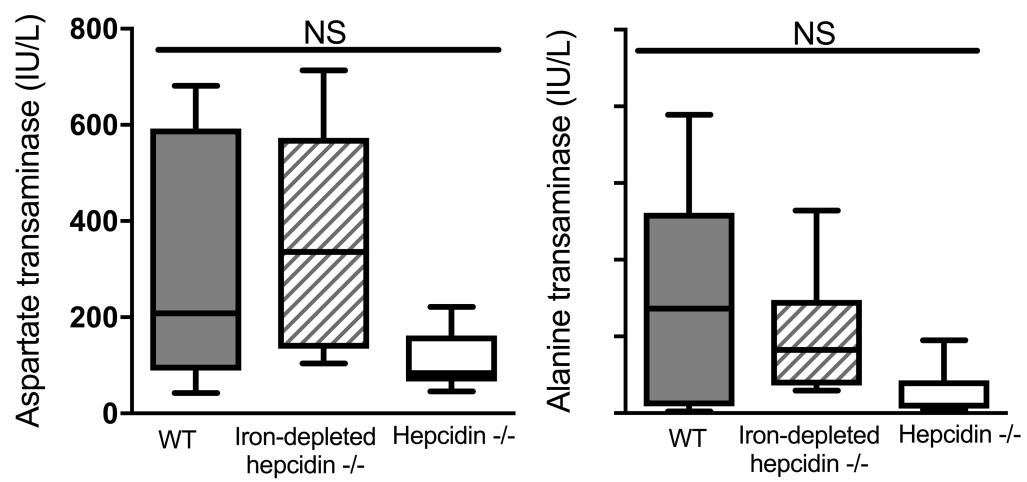 Aspartate transaminase (IU/L)
800
600
400
200
0
NS
WT
Iron-depleted
hepcidin -/-
Hepcidin -/-
Alanine transaminase (IU/L)
NS
WT
Iron-depleted
hepcidin -/-
Hepcidin -/-